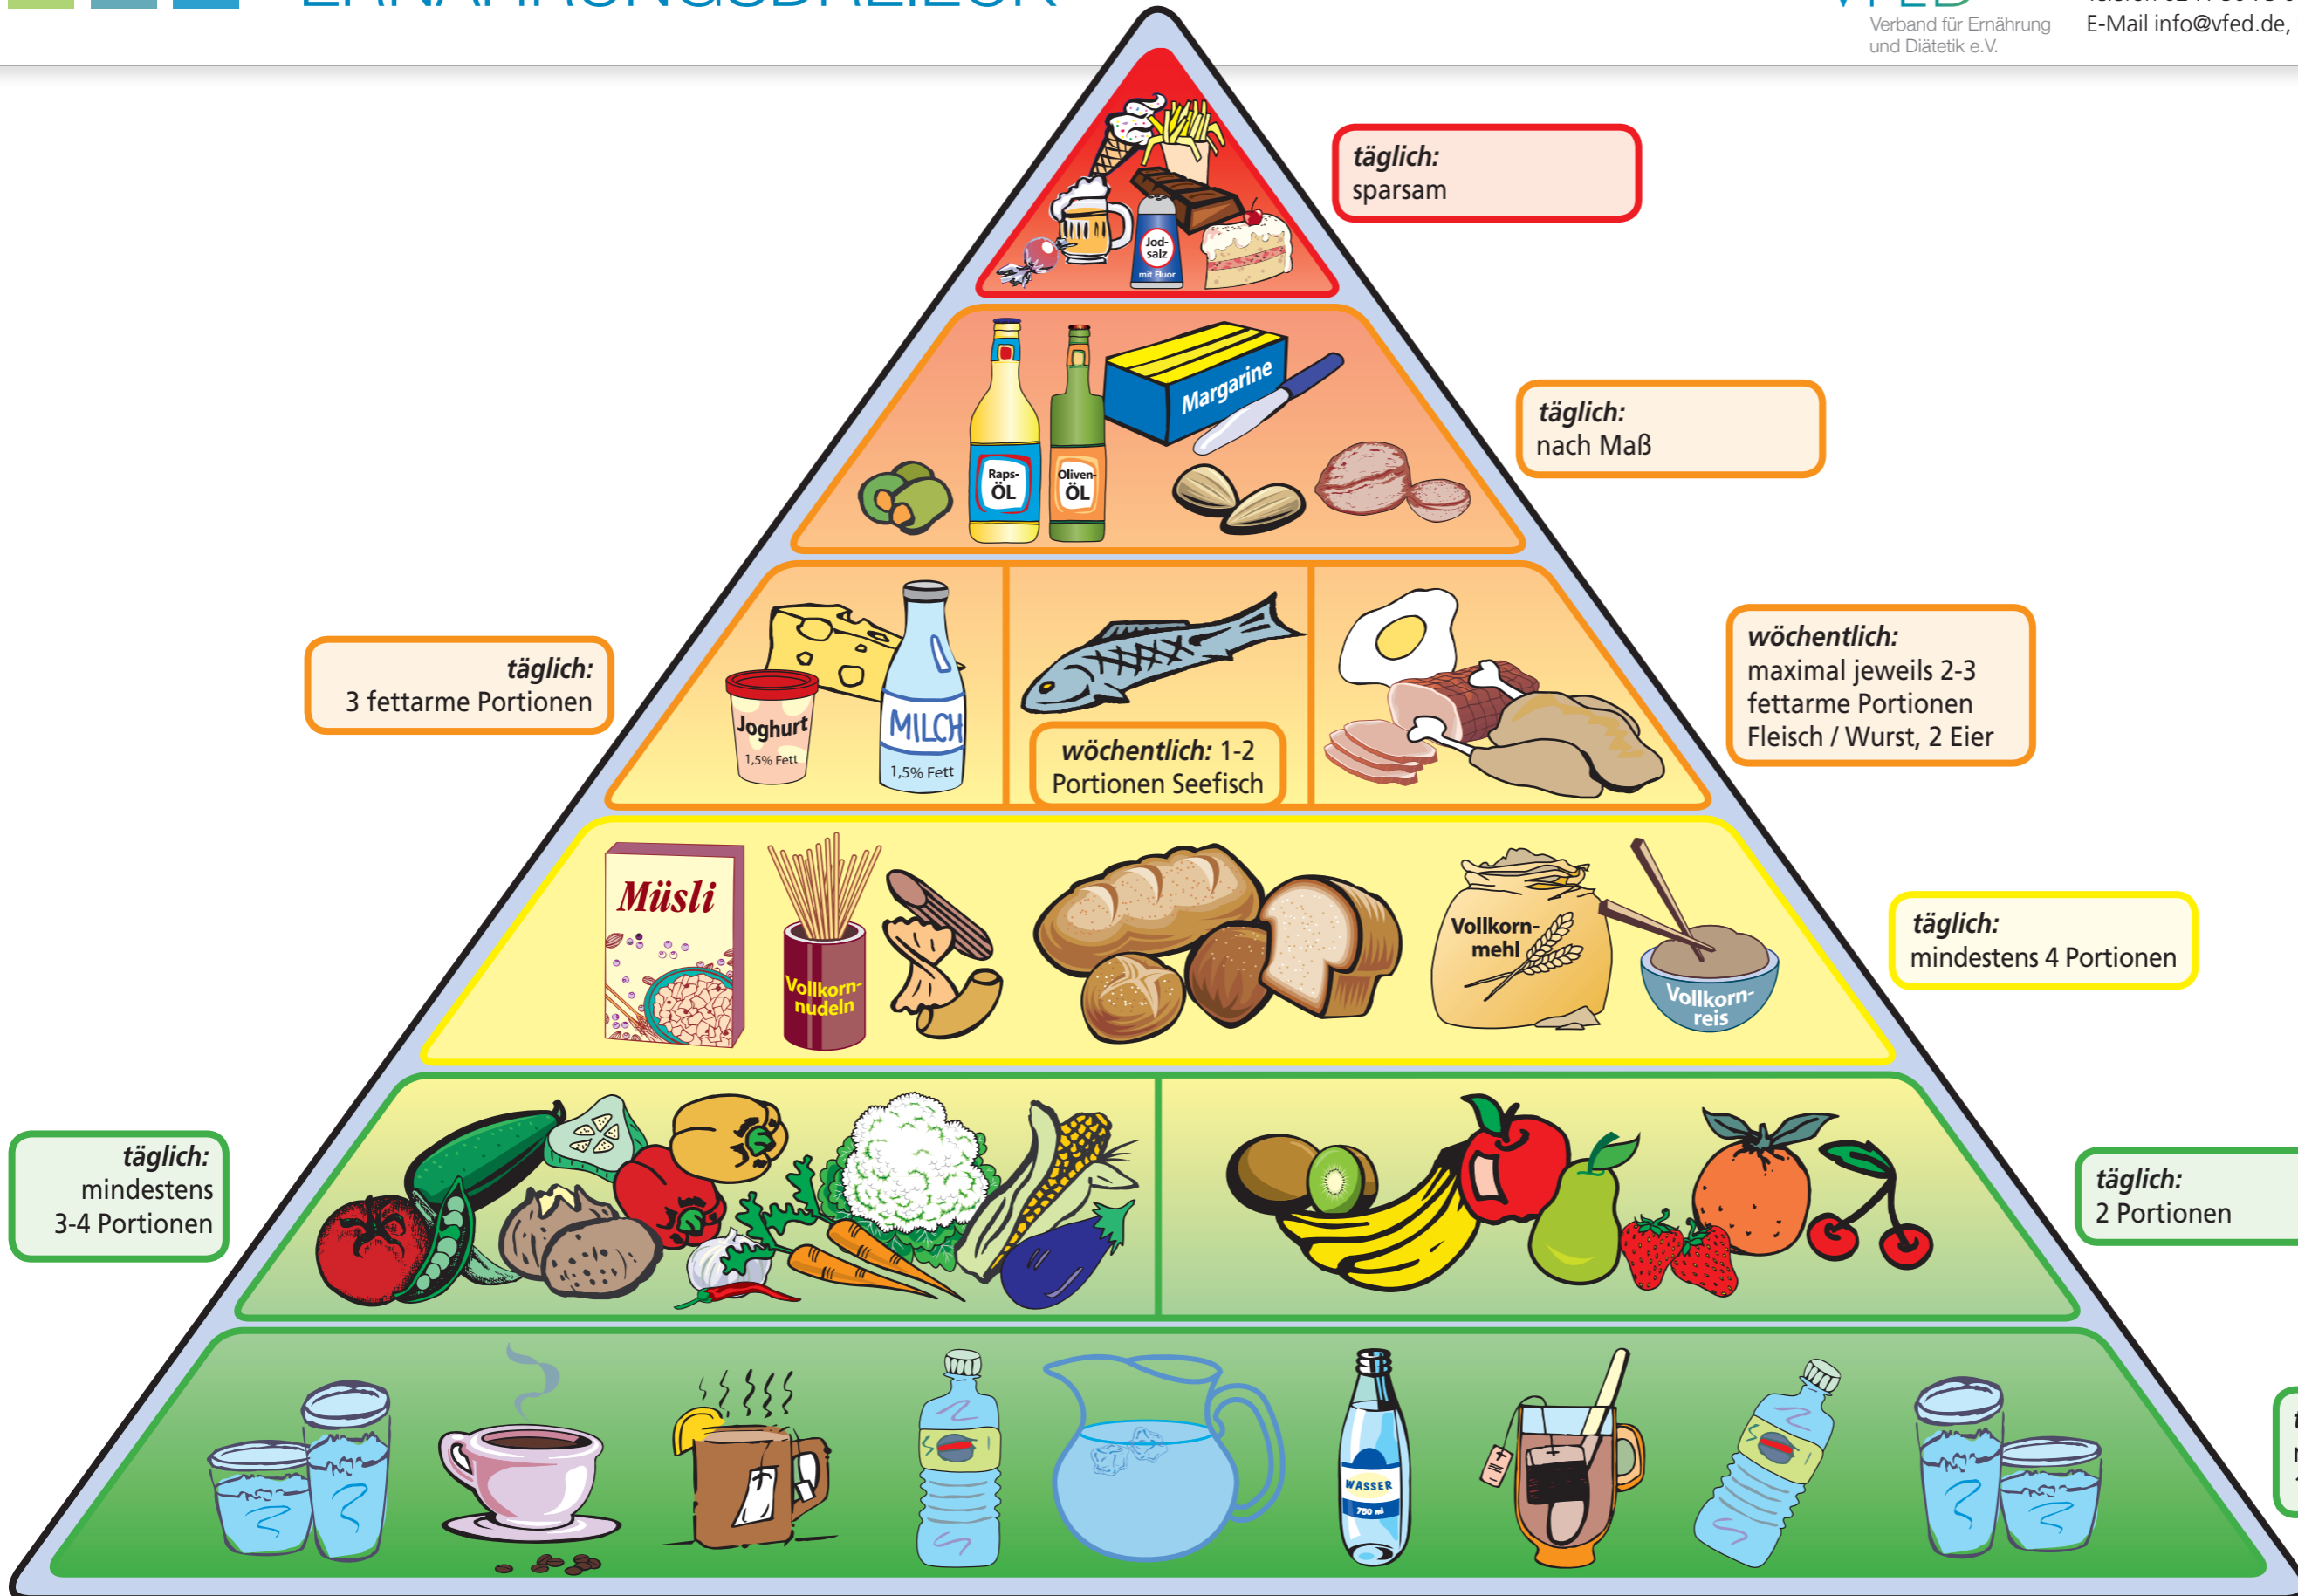 Verband für Ernährung
und Diätetik e.V.
E-Mail info@vfed.de,
täglich:
sparsam
Jod-
salz
mit Fluor
Margarine
täglich:
nach Maß
Raps-
ÖL
Oliven-
ÖL
täglich:
3 fettarme Portionen
Joghurt
1,5% Fett
MILCH
1,5% Fett
wöchentlich: 1-2
Portionen Seefisch
wöchentlich:
maximal jeweils 2-3
fettarme Portionen
Fleisch / Wurst, 2 Eier
Müsli
Vollkorn-
nudeln
Vollkorn-
mehl
Vollkorn-
reis
täglich:
mindestens 4 Portionen
täglich:
mindestens
3-4 Portionen
täglich:
2 Portionen
WASSER
750 ml